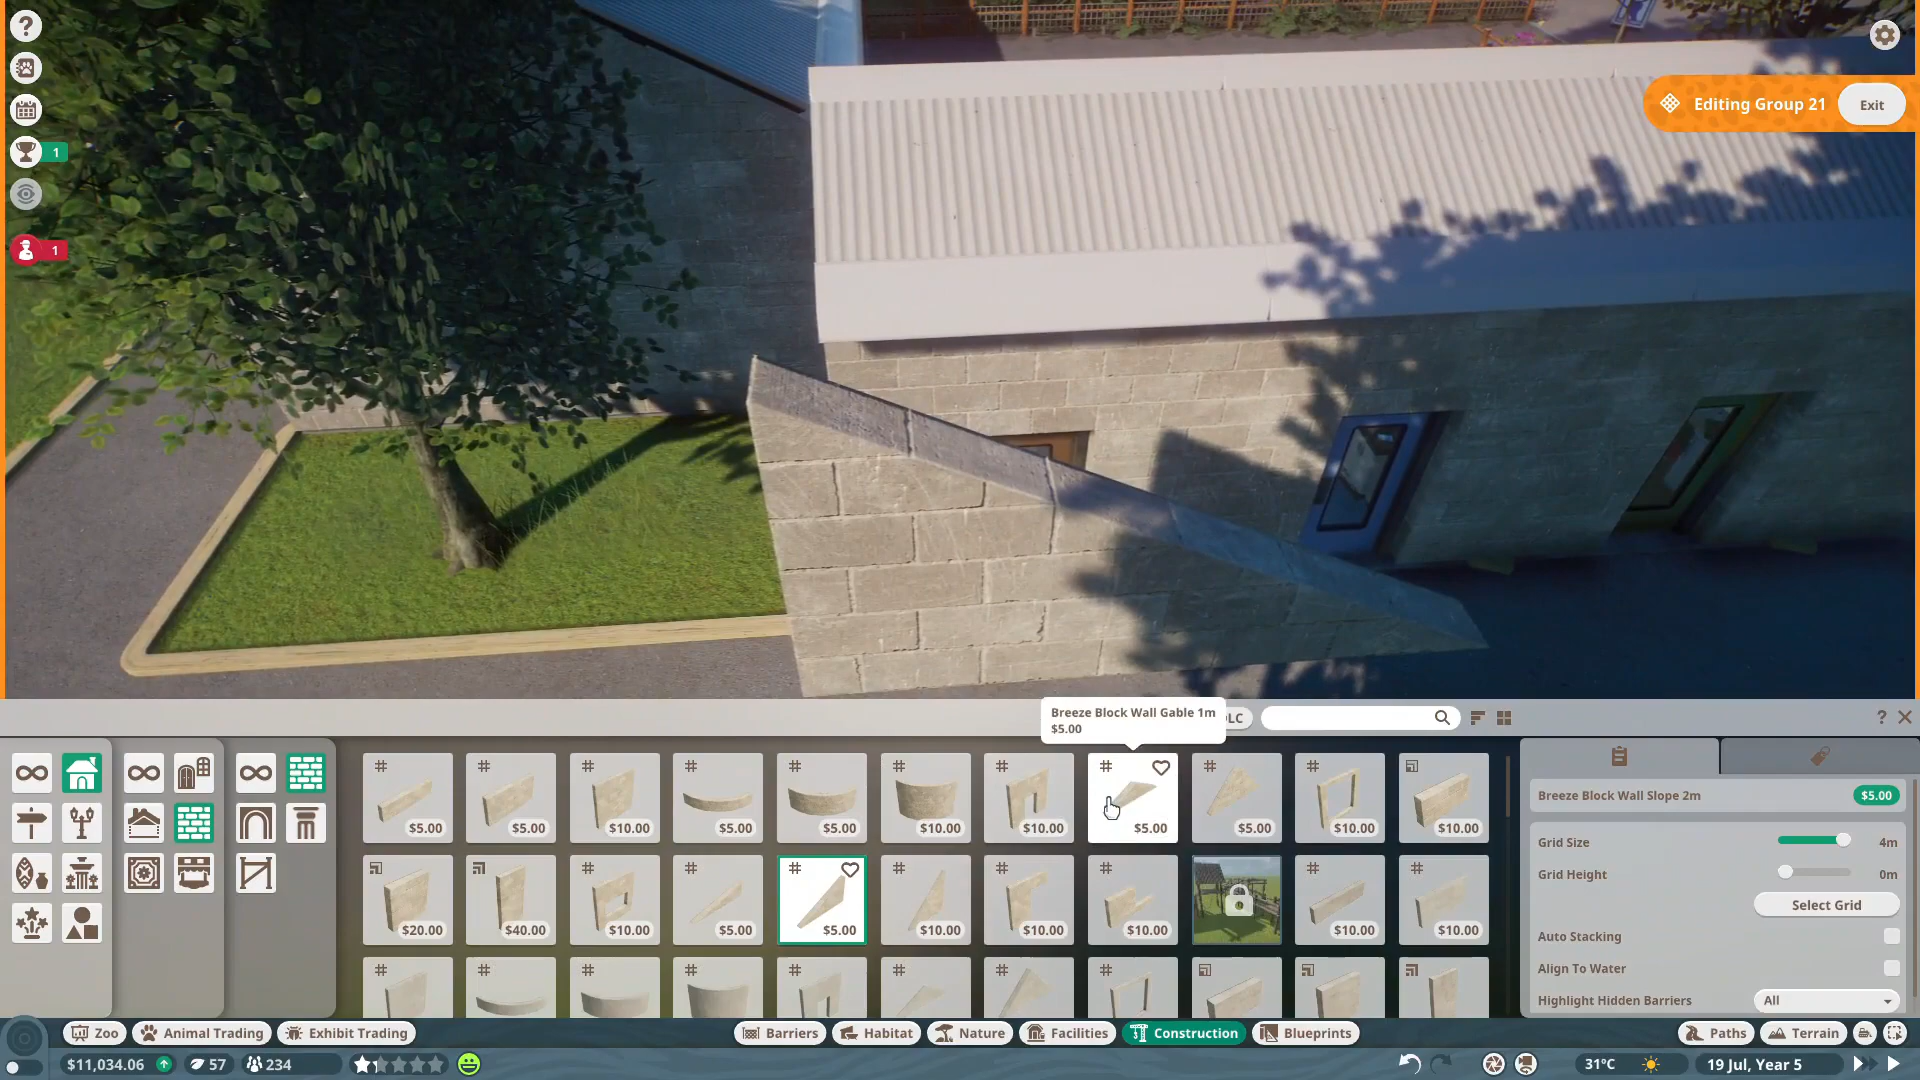 ?
1
1
Editing Group 21
Exit
Breeze Block Wall Gable 1m
$5.00
LC
?
$5.00
$5.00
$10.00
$5.00
$5.00
$10.00
$10.00
$5.00
$5.00
$10.00
$10.00
$20.00
$40.00
$10.00
$5.00
$5.00
$10.00
$10.00
$10.00
$10.00
$10.00
Breeze Block Wall Slope 2m
$5.00
Grid Size
4m
Grid Height
0m
Select Grid
Auto Stacking
Align To Water
Highlight Hidden Barriers
All
Zoo
Animal Trading
Exhibit Trading
Barriers
Habitat
Nature
Facilities
Construction
Blueprints
Paths
Terrain
$11,034.06
57
234
31°C
19 Jul, Year 5